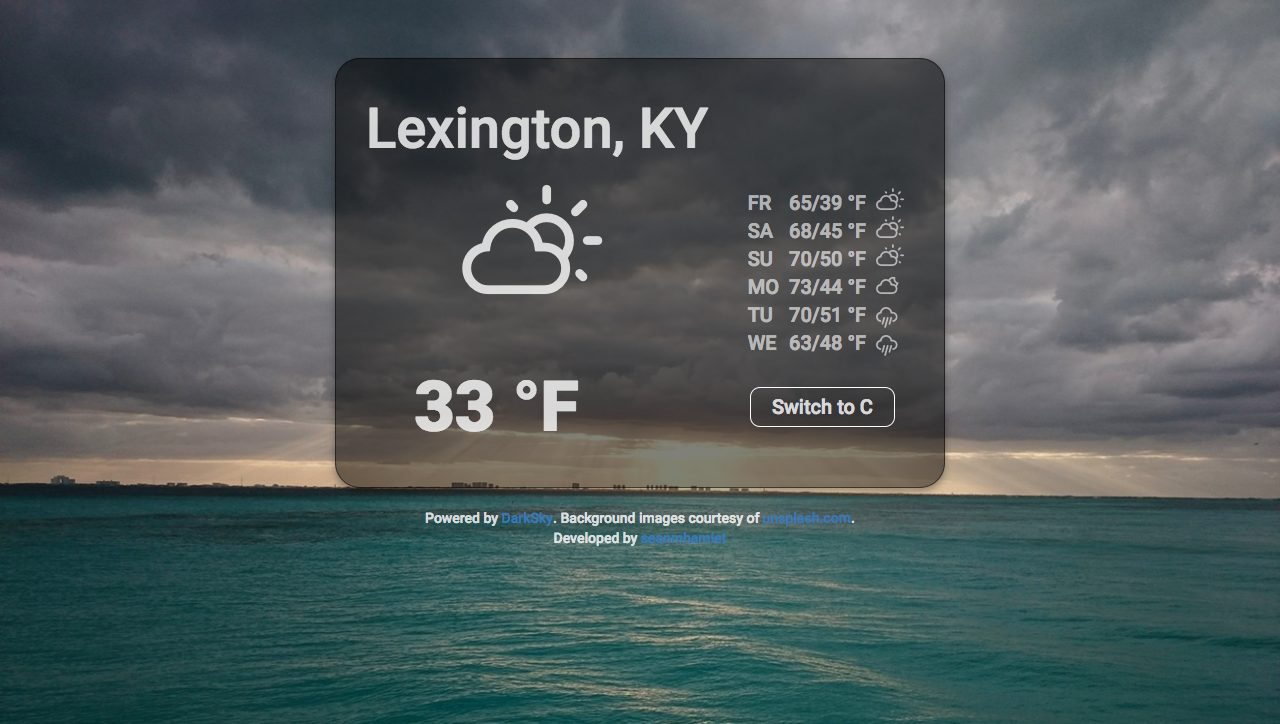 Lexington, KY
FR 65/39 °F
SA 68/45 °F
SU 70/50 °F
MO 73/44 °F
TU 70/51 °F
WE 63/48 °F
33 °F
Switch to C
Powered by DarkSky. Background images courtesy of unsplash.com.
Developed by seanmhamlet